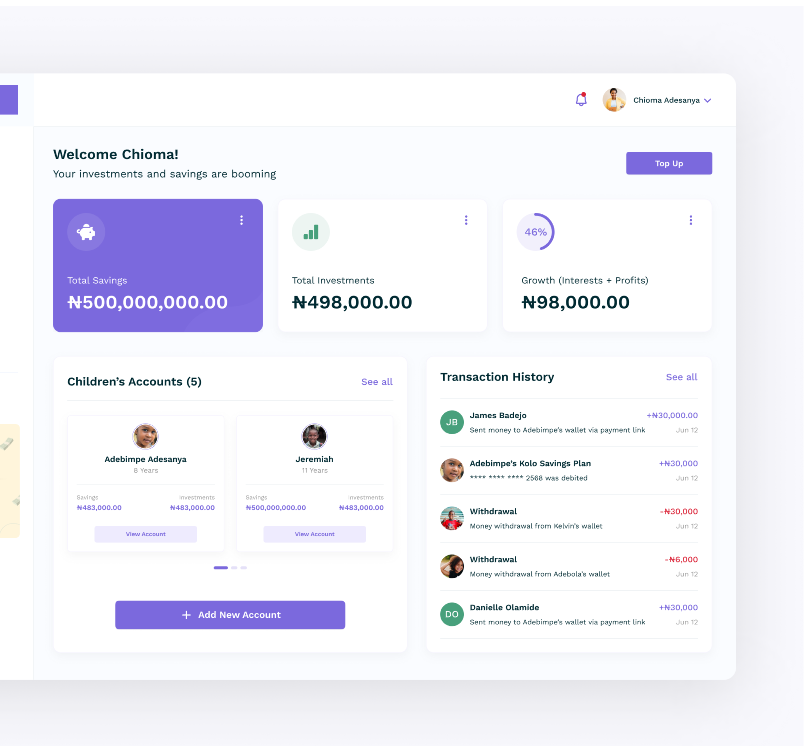 Chioma Adesanya
Welcome Chioma!
Your investments and savings are booming
Top Up
Total Savings
₦500,000,000.00
Total Investments
₦498,000.00
46%
Growth (Interests + Profits)
₦98,000.00
Children’s Accounts (5)
See all
Adebimpe Adesanya
8 Years
Savings
Investments
₦483,000.00
₦483,000.00
View Account
Jeremiah
11 Years
Savings
Investments
₦500,000,000.00
₦483,000.00
View Account
+ Add New Account
Transaction History
See all
JB
James Badejo
+₦30,000.00
Sent money to Adebimpe’s wallet via payment link
Jun 12
Adebimpe’s Kolo Savings Plan
+₦30,000
**** **** **** 2568 was debited
Jun 12
Withdrawal
-₦30,000
Money withdrawal from Kelvin’s wallet
Jun 12
Withdrawal
-₦6,000
Money withdrawal from Adebola’s wallet
Jun 12
DO
Danielle Olamide
+₦30,000
Sent money to Adebimpe’s wallet via payment link
Jun 12